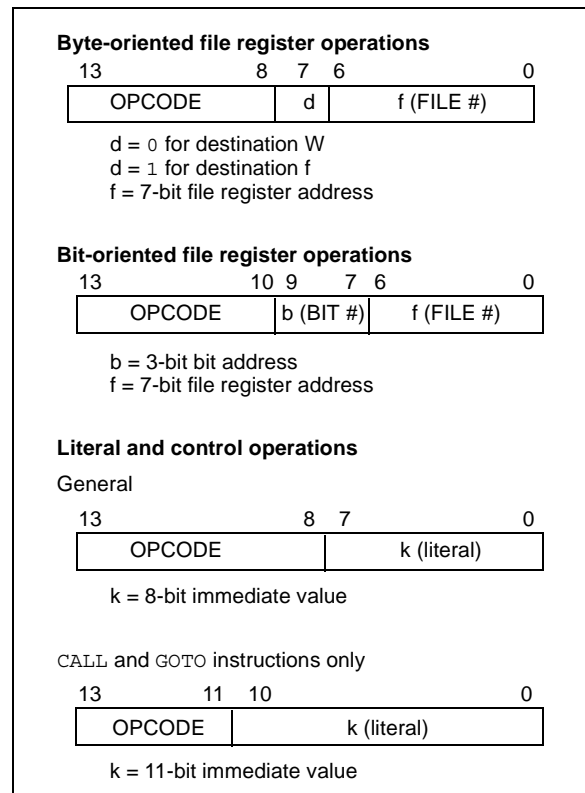 Byte-oriented file register operations
13 8 7 6 0
OPCODE d f (FILE #)
d = 0 for destination W
d = 1 for destination f
f = 7-bit file register address
Bit-oriented file register operations
13 10 9 7 6 0
OPCODE b (BIT #) f (FILE #)
b = 3-bit bit address
f = 7-bit file register address
Literal and control operations
General
13 8 7 0
OPCODE k (literal)
k = 8-bit immediate value
CALL and GOTO instructions only
13 11 10 0
OPCODE k (literal)
k = 11-bit immediate value